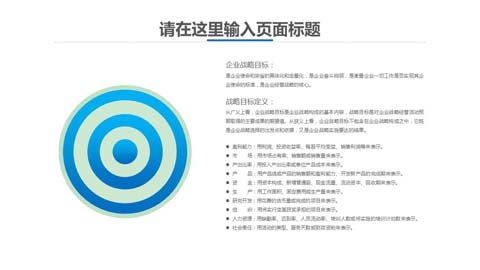 请在这里输入页面标题
企业战略目标：
是企业使命和宗旨的具体化和定量化，是企业奋斗纲领，是衡量企业一切工作是否实现其企
业使命的标准，是企业经营战略的核心。
战略目标定义：
从广义上看，企业战略目标是企业战略构成的基本内容，战略目标是对企业战略经营活动预
期取得的主要成果的期望值。从狭义上看，企业战略目标不包含在企业战略构成之中，它既
是企业战略选择的出发点和依据，又是企业战略实施要达的结果。
● 盈利能力：用利润、投资收益率、每股平均受益、销售利润等来表示。
● 市 场：用市场占有率、销售额或销售量来表示。
● 产出比率：用投入产出比率或单位产品成本来表示。
● 产 品：用产品线或产品的销售额和盈利能力、开发新产品的完成期来表示。
● 资 金：用资本构成、新增普通股、现金流量、流动资本、回收期来表示。
● 生 产：用工作面积、固定费用或生产量来表示。
● 研究开发：用花费的货币量或完成的项目来表示。
● 组 织：用将实行变革或将承担的项目来表示。
● 人力资源：用缺勤率、迟到率、人员流动率、培训人数或将实施的培训计划数来表示。
● 社会责任：用活动的类型、服务天数或财政资助来表示。